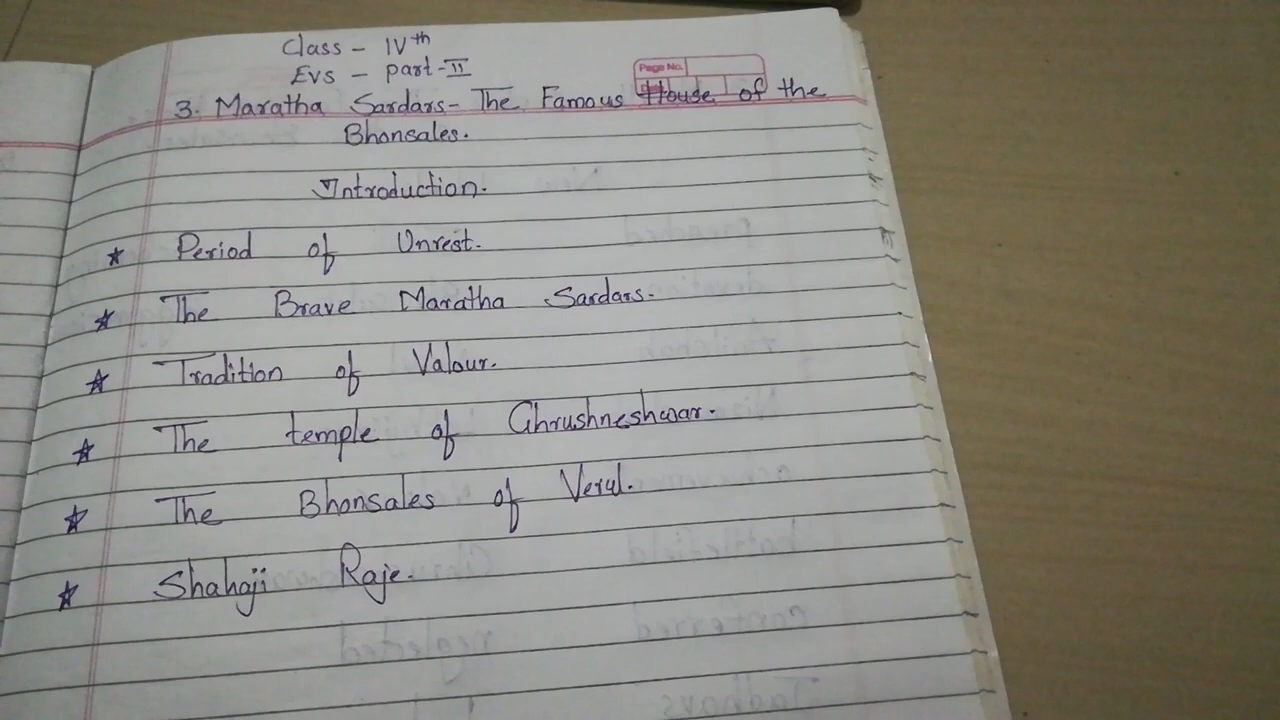 Class - IVth
EVS - part-II
Page No.
3. Maratha Sardars- The Famous House of the
Bhonsales.
Introduction.
★ Period of Unrest.
★ The Brave Maratha Sardars.
★ Tradition of Valour.
★ The temple of Ghrushneshwar.
★ The Bhonsales of Verul.
★ Shahaji Raje.